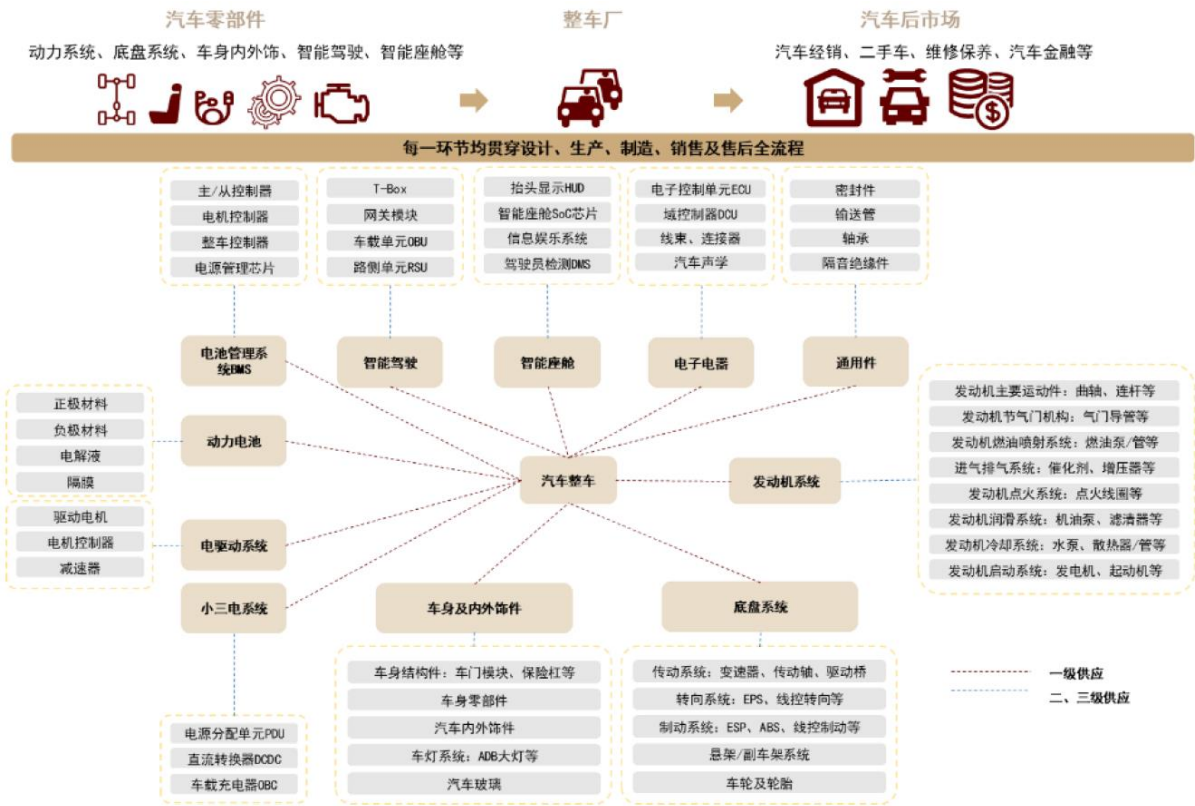 汽车零部件
整车厂
汽车后市场
动力系统、底盘系统、车身内外饰、智能驾驶、智能座舱等
汽车经销、二手车、维修保养、汽车金融等
每一环节均贯穿设计、生产、制造、销售及售后全流程
主/从控制器
电机控制器
整车控制器
电源管理芯片
T-Box
网关模块
车载单元OBU
路侧单元RSU
抬头显示HUD
智能座舱SoC芯片
信息娱乐系统
驾驶员检测DMS
电子控制单元ECU
域控制器DCU
线束、连接器
汽车声学
密封件
输送管
轴承
隔音绝缘件
电池管理系
统BMS
智能驾驶
智能座舱
电子电器
通用件
正极材料
负极材料
电解液
隔膜
动力电池
驱动电机
电机控制器
减速器
电驱动系统
小三电系统
汽车整车
发动机系统
发动机主要运动件：曲轴、连杆等
发动机节气门机构：气门导管等
发动机燃油喷射系统：燃油泵/管等
进气排气系统：催化剂、增压器等
发动机点火系统：点火线圈等
发动机润滑系统：机油泵、滤清器等
发动机冷却系统：水泵、散热器/管等
发动机启动系统：发电机、起动机等
车身及内外饰件
底盘系统
电源分配单元PDU
直流转换器DCDC
车载充电器OBC
车身结构件：车门模块、保险杠等
车身零部件
汽车内外饰件
车灯系统：ADB大灯等
汽车玻璃
传动系统：变速器、传动轴、驱动桥
转向系统：EPS、线控转向等
制动系统：ESP、ABS、线控制动等
悬架/副车架系统
车轮及轮胎
一级供应
二、三级供应